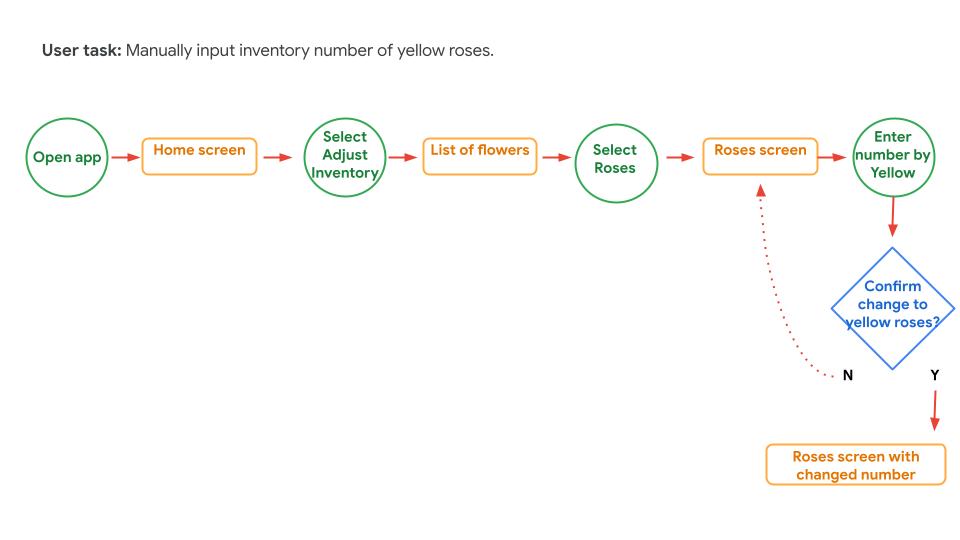 User task: Manually input inventory number of yellow roses.
Open app
Home screen
Select
Adjust
Inventory
List of flowers
Select
Roses
Roses screen
Enter
number by
Yellow
Confirm
change to
yellow roses?
N
Y
Roses screen with
changed number